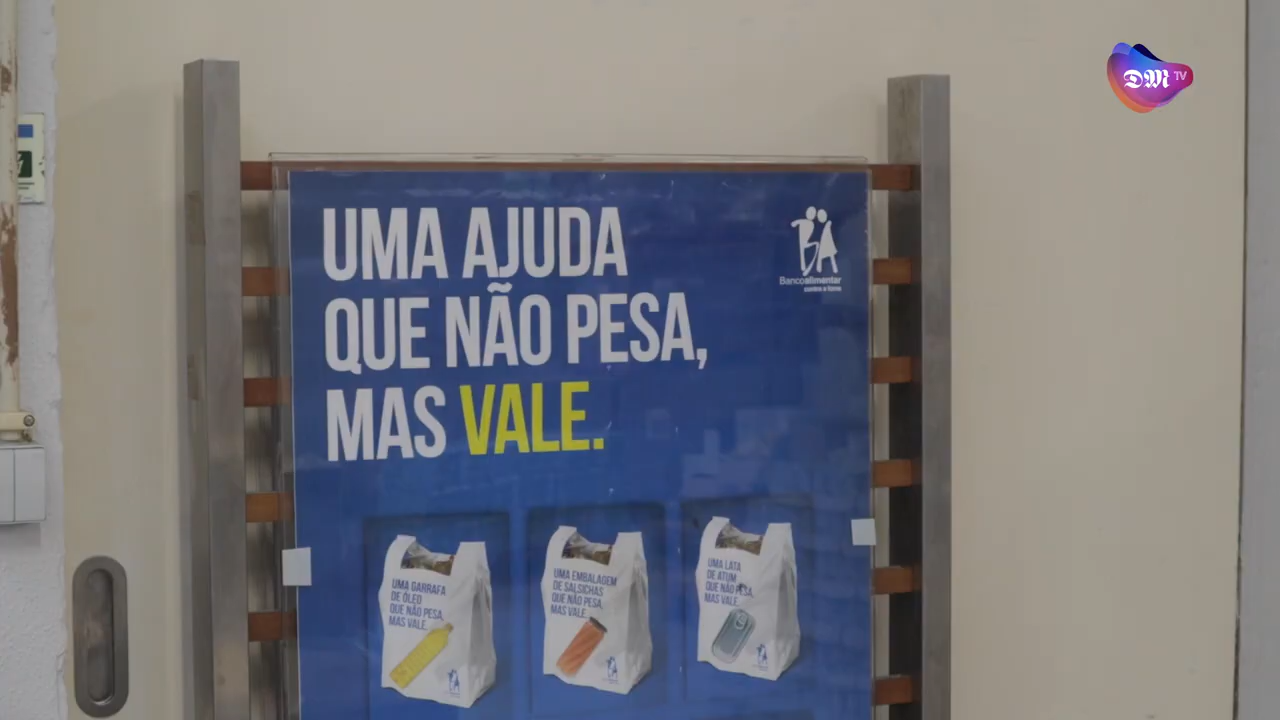 DM TV
UMA AJUDA
QUE NÃO PESA,
MAS VALE.
BA
Bancoalimentar
contra a fome
UMA GARRAFA
DE ÓLEO
QUE NÃO PESA,
MAS VALE.
UMA EMBALAGEM
DE SALSICHAS
QUE NÃO PESA,
MAS VALE.
UMA LATA
DE ATUM
QUE NÃO PESA,
MAS VALE.